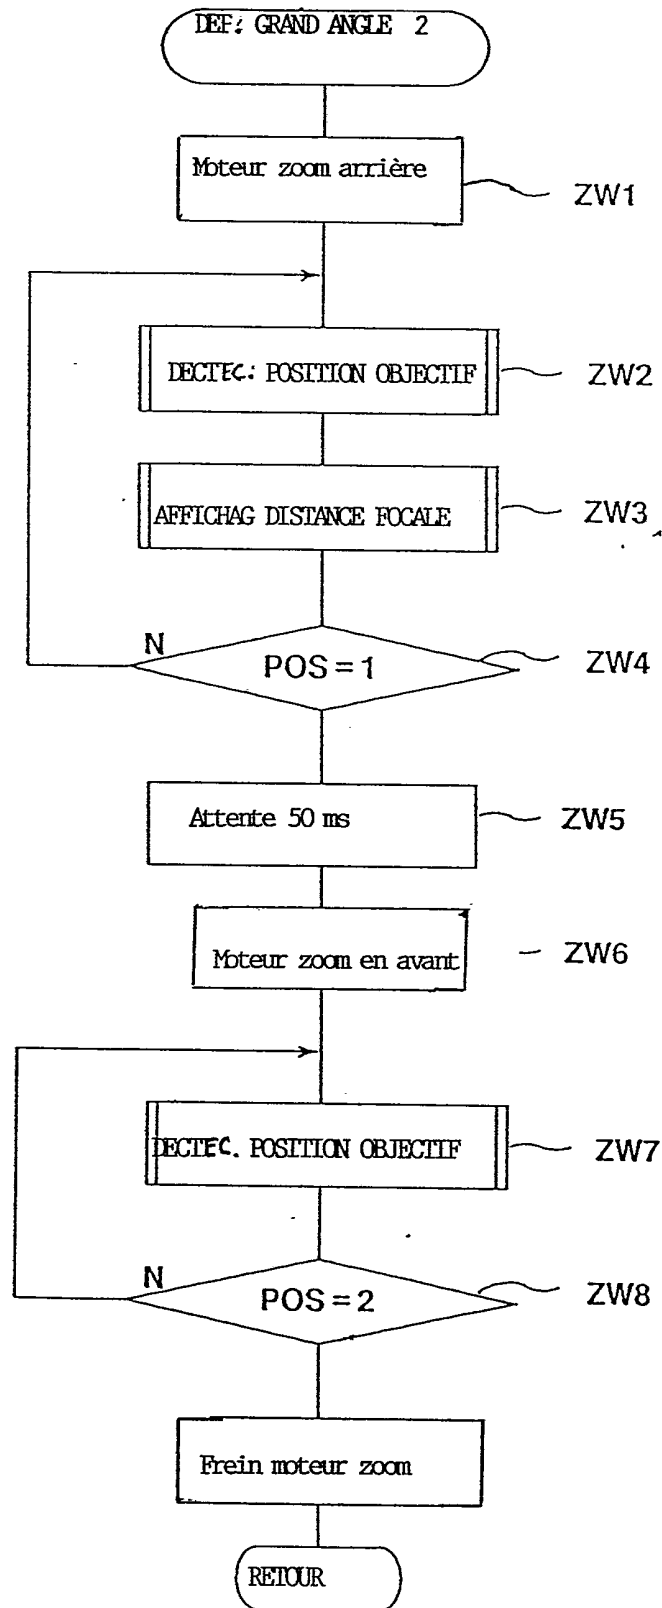 DEF: GRAND ANGLE 2
Moteur zoom arrière
ZW1
DECTEC: POSITION OBJECTIF
ZW2
AFFICHAG DISTANCE FOCALE
ZW3
N
POS = 1
ZW4
Attente 50 ms
ZW5
Moteur zoom en avant
ZW6
DECTEC. POSITION OBJECTIF
ZW7
N
POS = 2
ZW8
Frein moteur zoom
RETOUR